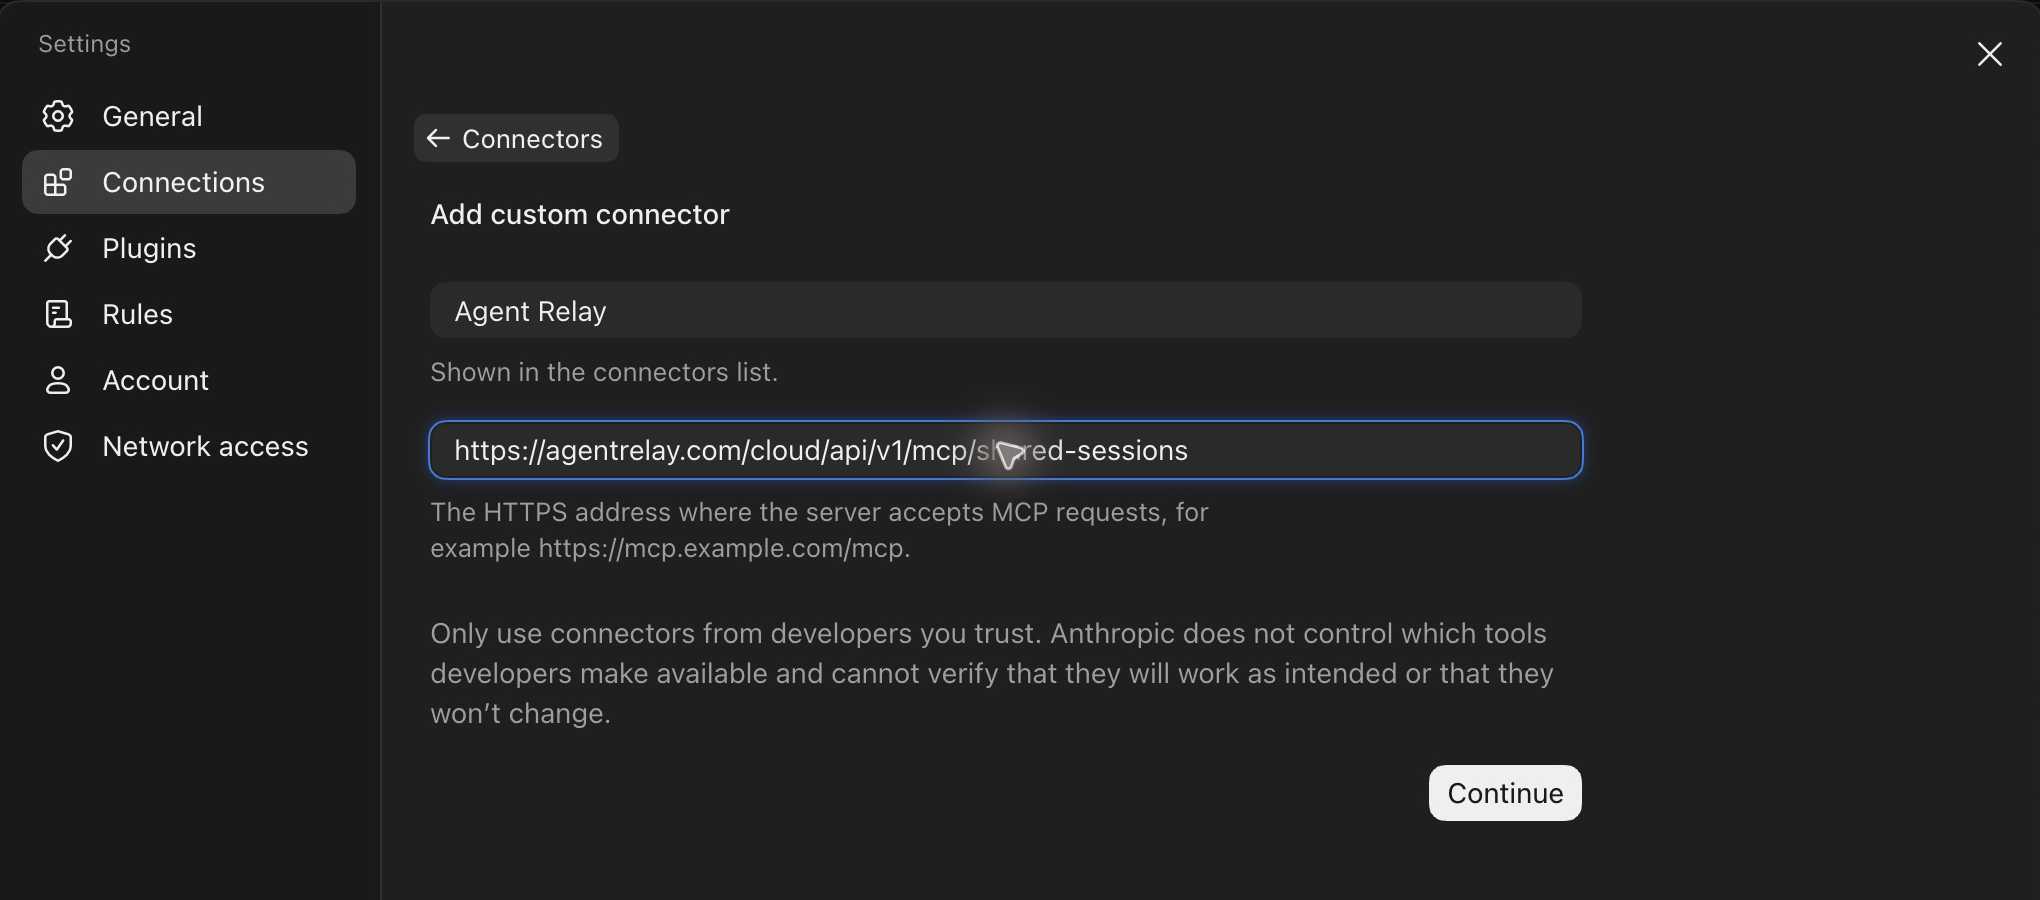 Settings
General
Connections
Plugins
Rules
Account
Network access
Connectors
Add custom connector
Agent Relay
Shown in the connectors list.
https://agentrelay.com/cloud/api/v1/mcp/shared-sessions
The HTTPS address where the server accepts MCP requests, for
example https://mcp.example.com/mcp.
Only use connectors from developers you trust. Anthropic does not control which tools
developers make available and cannot verify that they will work as intended or that they
won’t change.
Continue